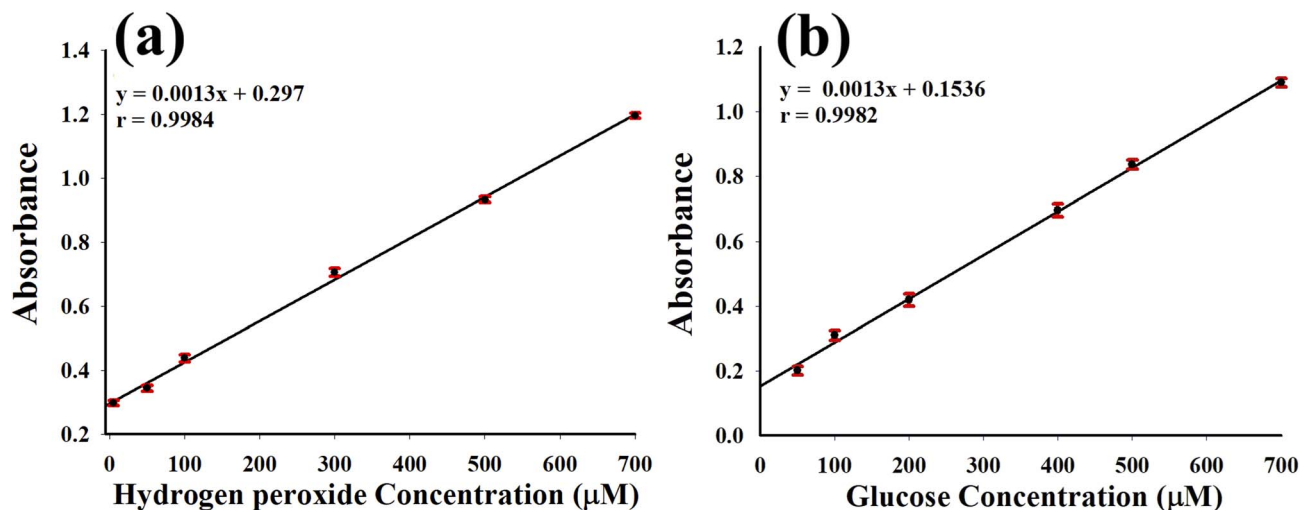 (a)
y = 0.0013x + 0.297
r = 0.9984
Absorbance
1.4
1.2
1.0
0.8
0.6
0.4
0.2
0 100 200 300 400 500 600 700
Hydrogen peroxide Concentration (μM)
(b)
y = 0.0013x + 0.1536
r = 0.9982
Absorbance
1.2
1.0
0.8
0.6
0.4
0.2
0.0
0 100 200 300 400 500 600 700
Glucose Concentration (μM)